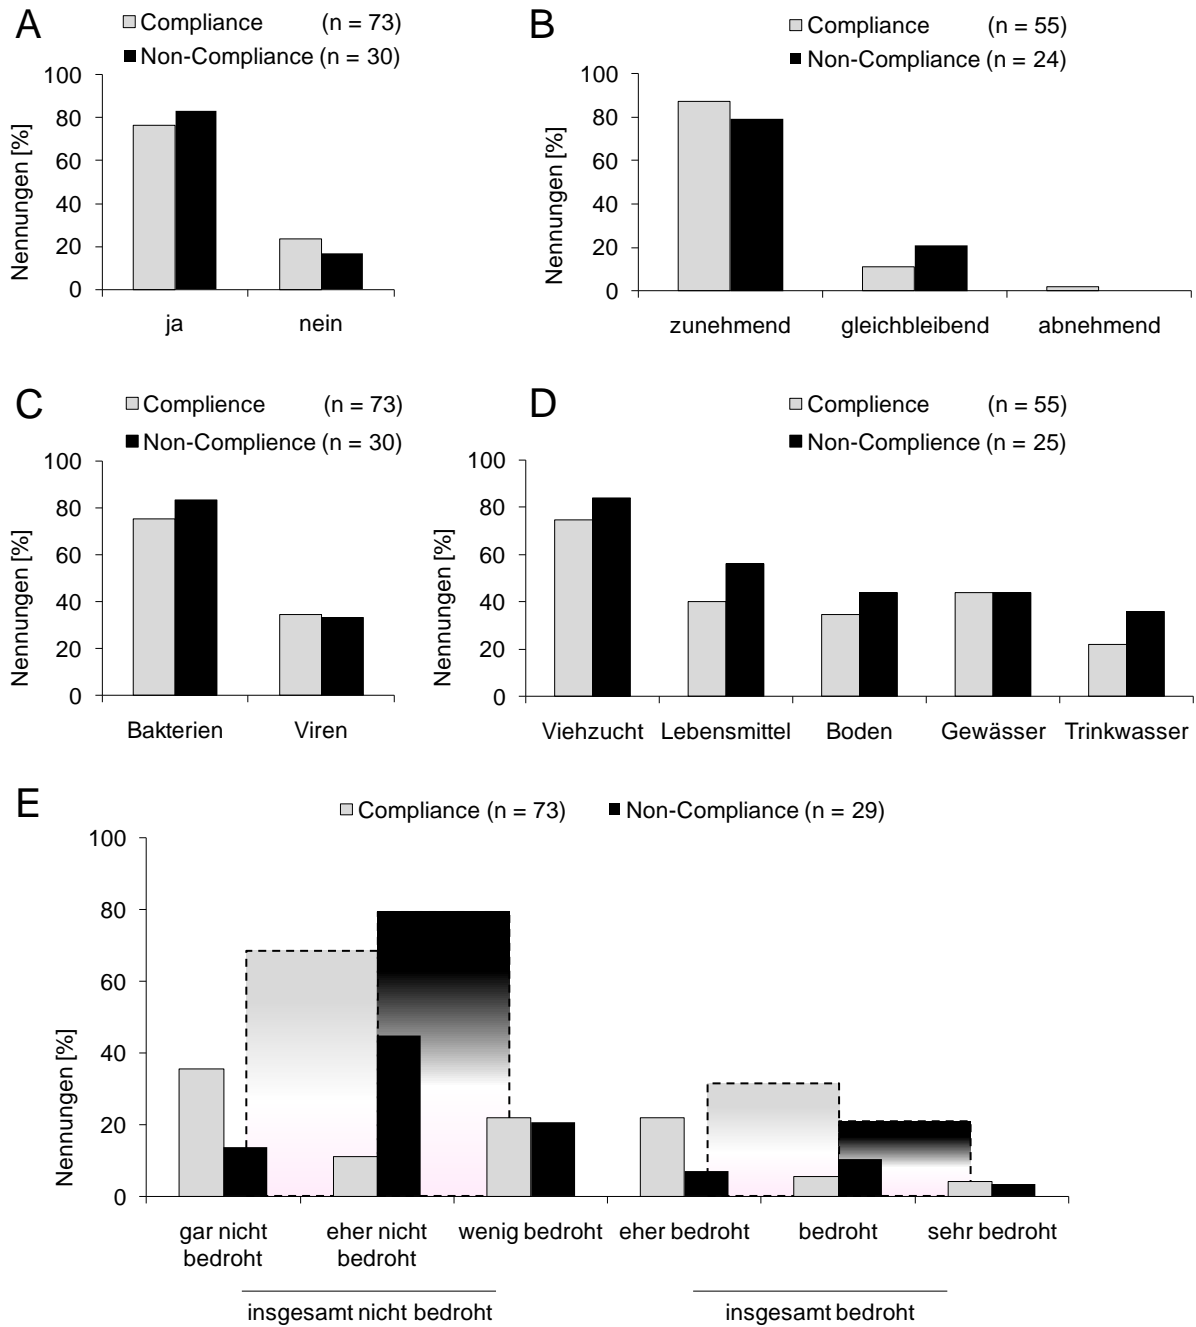 A
Compliance (n = 73)
Non-Compliance (n = 30)
Nennungen [%]
100
80
60
40
20
0
ja nein
B
Compliance (n = 55)
Non-Compliance (n = 24)
Nennungen [%]
100
80
60
40
20
0
zunehmend gleichbleibend abnehmend
C
Complience (n = 73)
Non-Complience (n = 30)
Nennungen [%]
100
80
60
40
20
0
Bakterien Viren
D
Complience (n = 55)
Non-Complience (n = 25)
Nennungen [%]
100
80
60
40
20
0
Viehzucht Lebensmittel Boden Gewässer Trinkwasser
E
Compliance (n = 73) Non-Compliance (n = 29)
Nennungen [%]
100
80
60
40
20
0
gar nicht eher nicht wenig bedroht eher bedroht bedroht sehr bedroht
bedroht bedroht
insgesamt nicht bedroht insgesamt bedroht